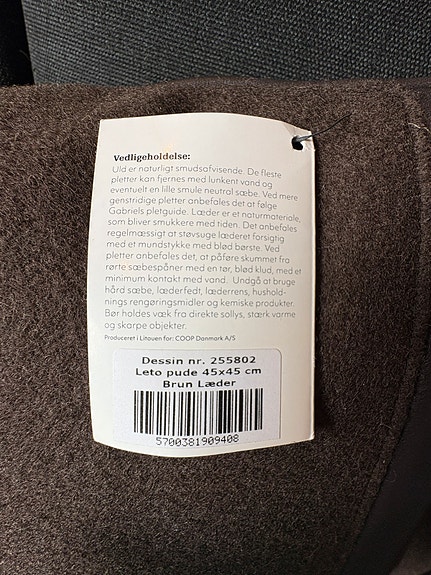 Vedligeholdelse:
Uld er naturligt smudsafvisende. De fleste
pletter kan fjernes med lunkent vand og
eventuelt en lille smule neutral sæbe. Ved mere
genstridige pletter anbefales det at følge
Gabriels pletguide. Læder er et naturmateriale,
som bliver smukkere med tiden. Det anbefales
regelmæssigt at støvsuge læderet forsigtig
med et mundstykke med blød børste. Ved
pletter anbefales det, at påføre skummet fra
rørte sæbespåner med en tør, blød klud, med et
minimum kontakt med vand. Undgå at bruge
hård sæbe, læderfedt, læderrens, hushold-
nings rengøringsmidler og kemiske produkter.
Bør holdes væk fra direkte sollys, stærk varme
og skarpe objekter.
Produceret i Litauen for: COOP Danmark A/S
Dessin nr. 255802
Leto pude 45x45 cm
Brun Læder
5700381909408